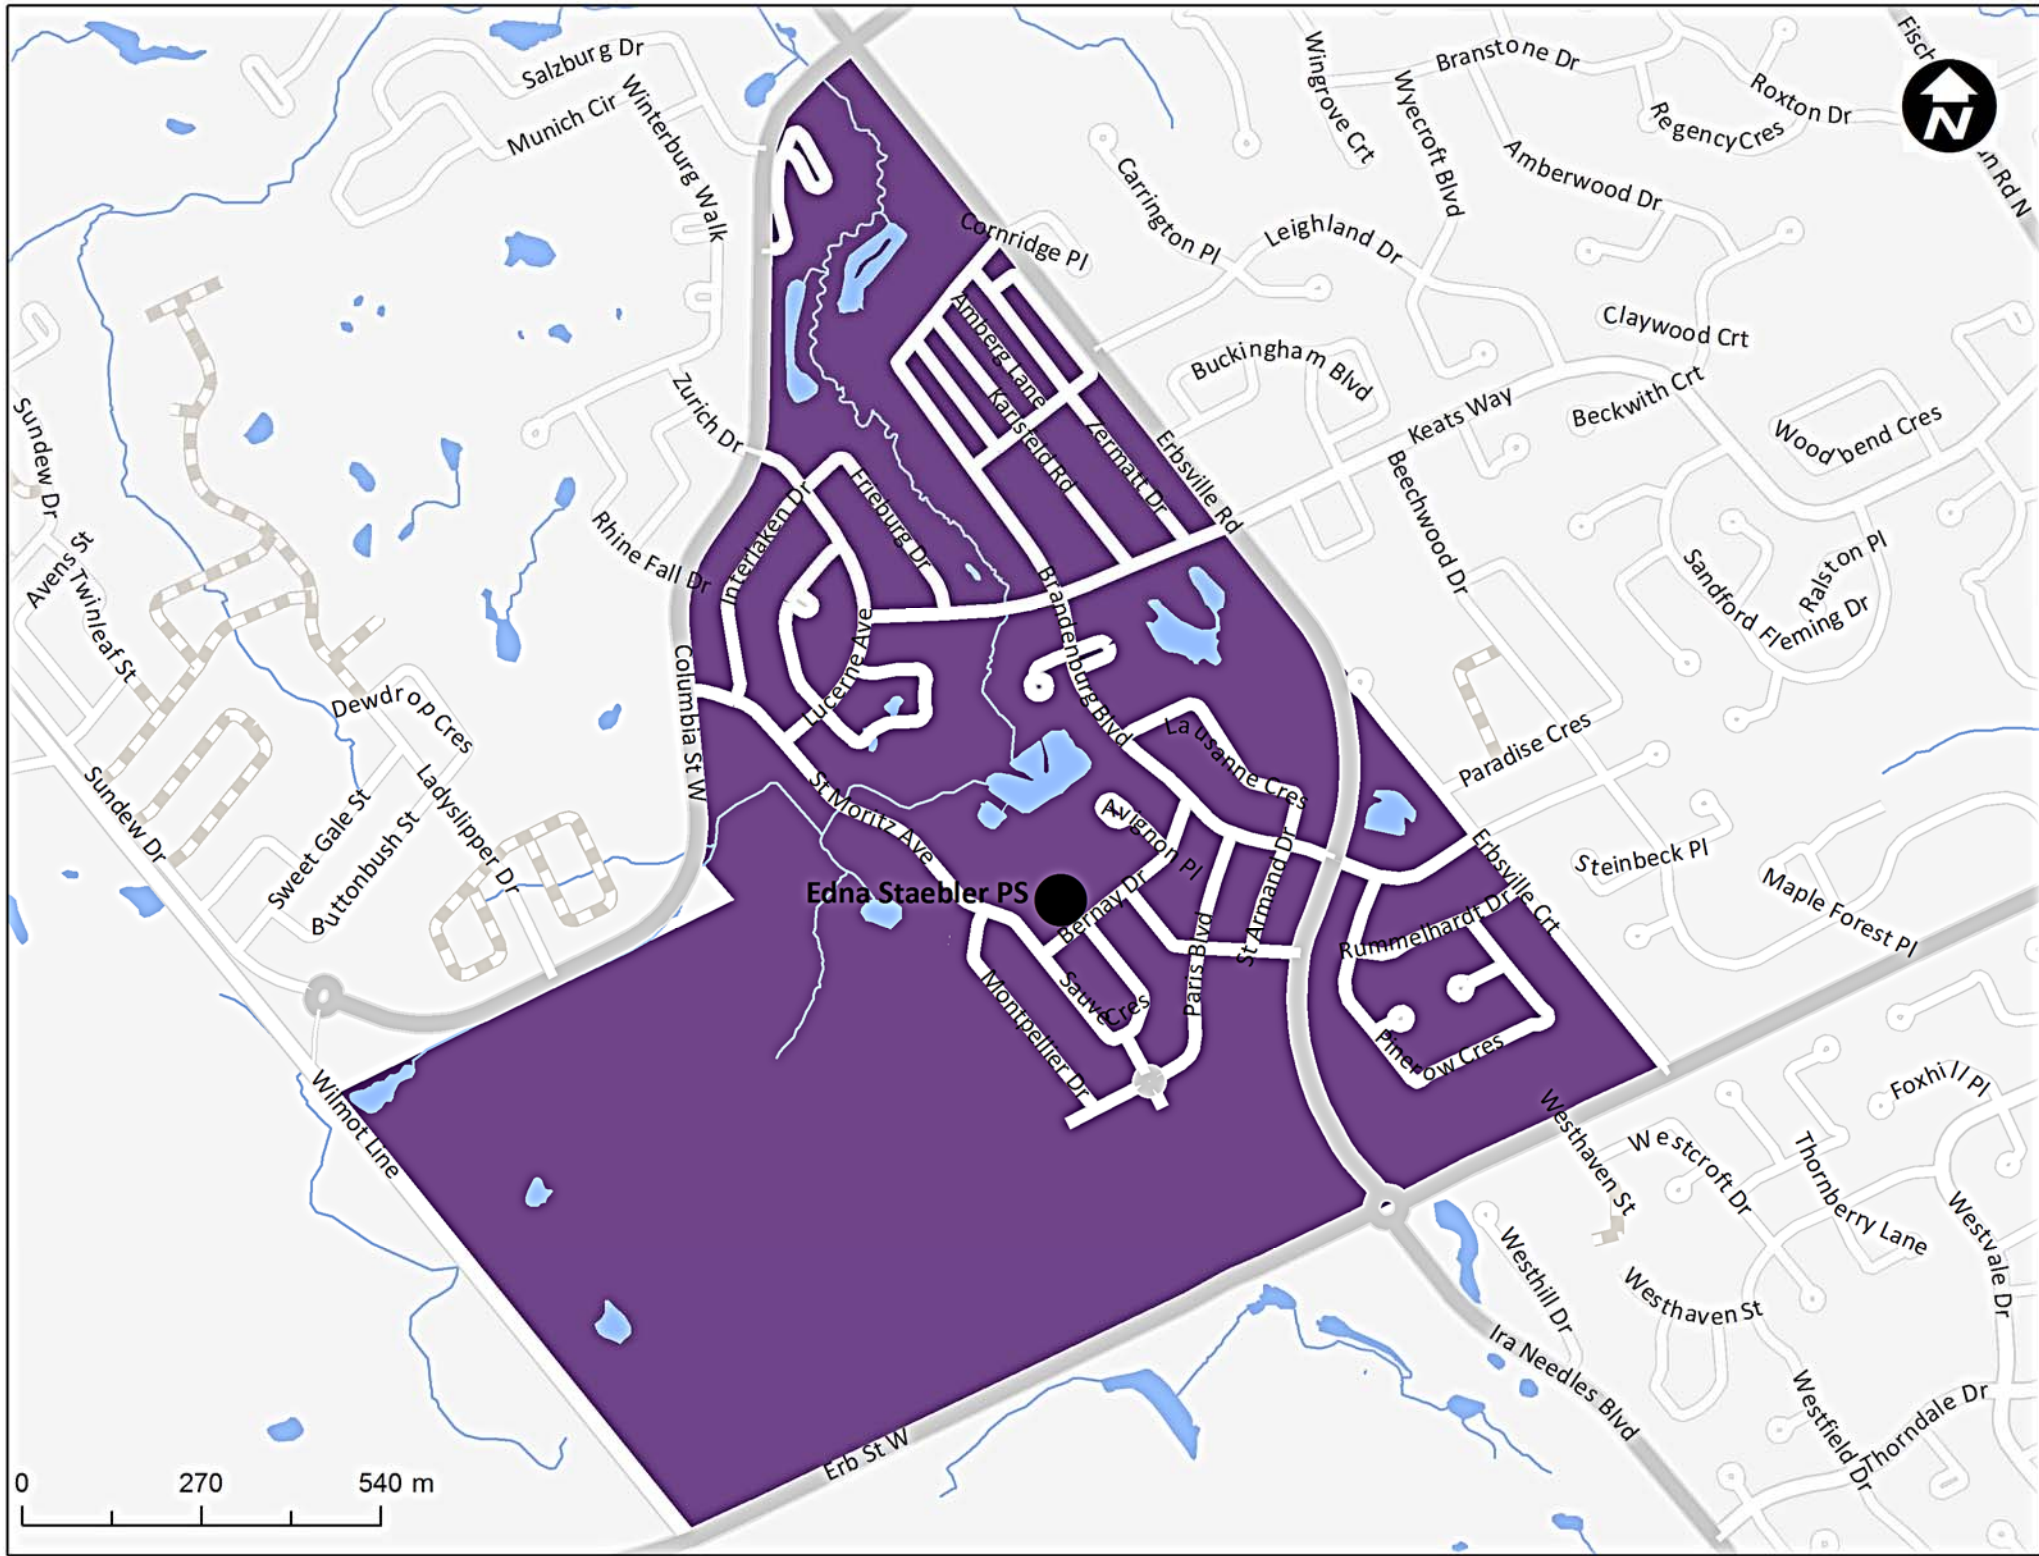 Salzburg Dr
Munich Cir
Winterburg Walk
Wingrove Crt
Branstone Dr
Wyecroft Blvd
Roxton Dr
RegencyCres
Amberwood Dr
N
Carrington Pl
Leighland Dr
Cornridge Pl
Claywood Crt
Buckingham Blvd
Keats Way
Beckwith Crt
Woodbend Cres
Amberg Lane
Karlsfeld Rd
Zermatt Dr
Erbsville Rd
Zurich Dr
Interlaken Dr
Frieburg Dr
Rhine Fall Dr
Sundew Dr
Avens St
Twinleaf St
Beechwood Dr
Sandford Fleming Dr
Ralston Pl
Columbia St W
Lucerne Ave
Brandenburg Blvd
Dewdrop Cres
Lausanne Cres
Paradise Cres
Sundew Dr
Sweet Gale St
Buttonbush St
Ladyslipper Dr
St Moritz Ave
Avignon Pl
Steinbeck Pl
Maple Forest Pl
Erbsville Crt
Edna Staebler PS
Bernay Dr
Paris Blvd
St Armand Dr
Rummelhardt Dr
Sauve Cres
Montpellier Dr
Pinerow Cres
Wilmot Line
Foxhill Pl
Westhaven St
Westcroft Dr
Thornberry Lane
Westvale Dr
Westhill Dr
Westhaven St
Ira Needles Blvd
Westfield Dr
Thorndale Dr
Erb St W
0 270 540 m